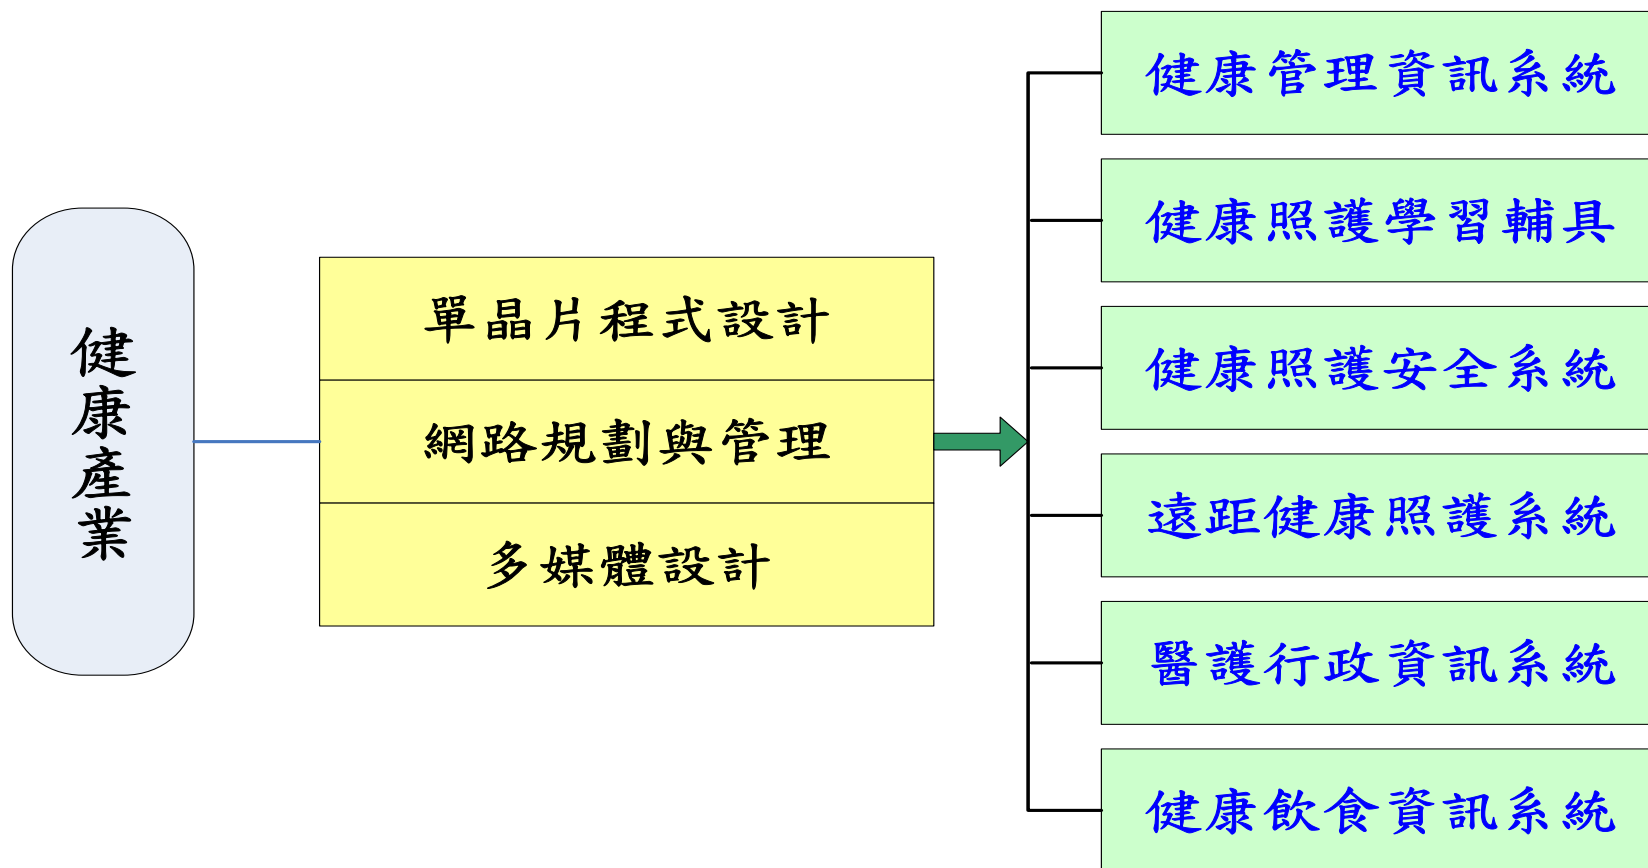 健康產業
單晶片程式設計
網路規劃與管理
多媒體設計
健康管理資訊系統
健康照護學習輔具
健康照護安全系統
遠距健康照護系統
醫護行政資訊系統
健康飲食資訊系統